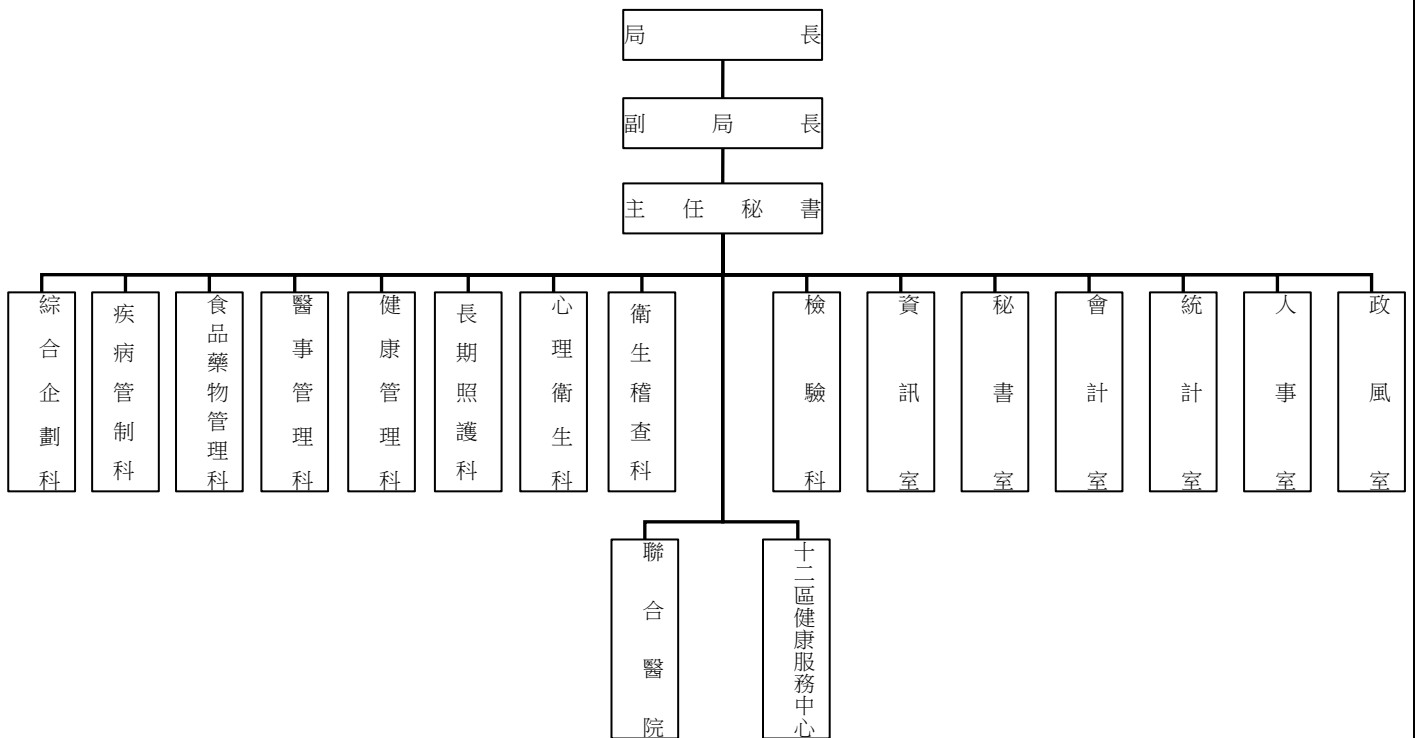 局長
副局長
主任秘書
綜合企劃科
疾病管制科
食品藥物管理科
醫事管理科
健康管理科
長期照護科
心理衛生科
衛生稽查科
檢驗科
資訊室
秘書室
會計室
統計室
人事室
政風室
聯合醫院
十二區健康服務中心